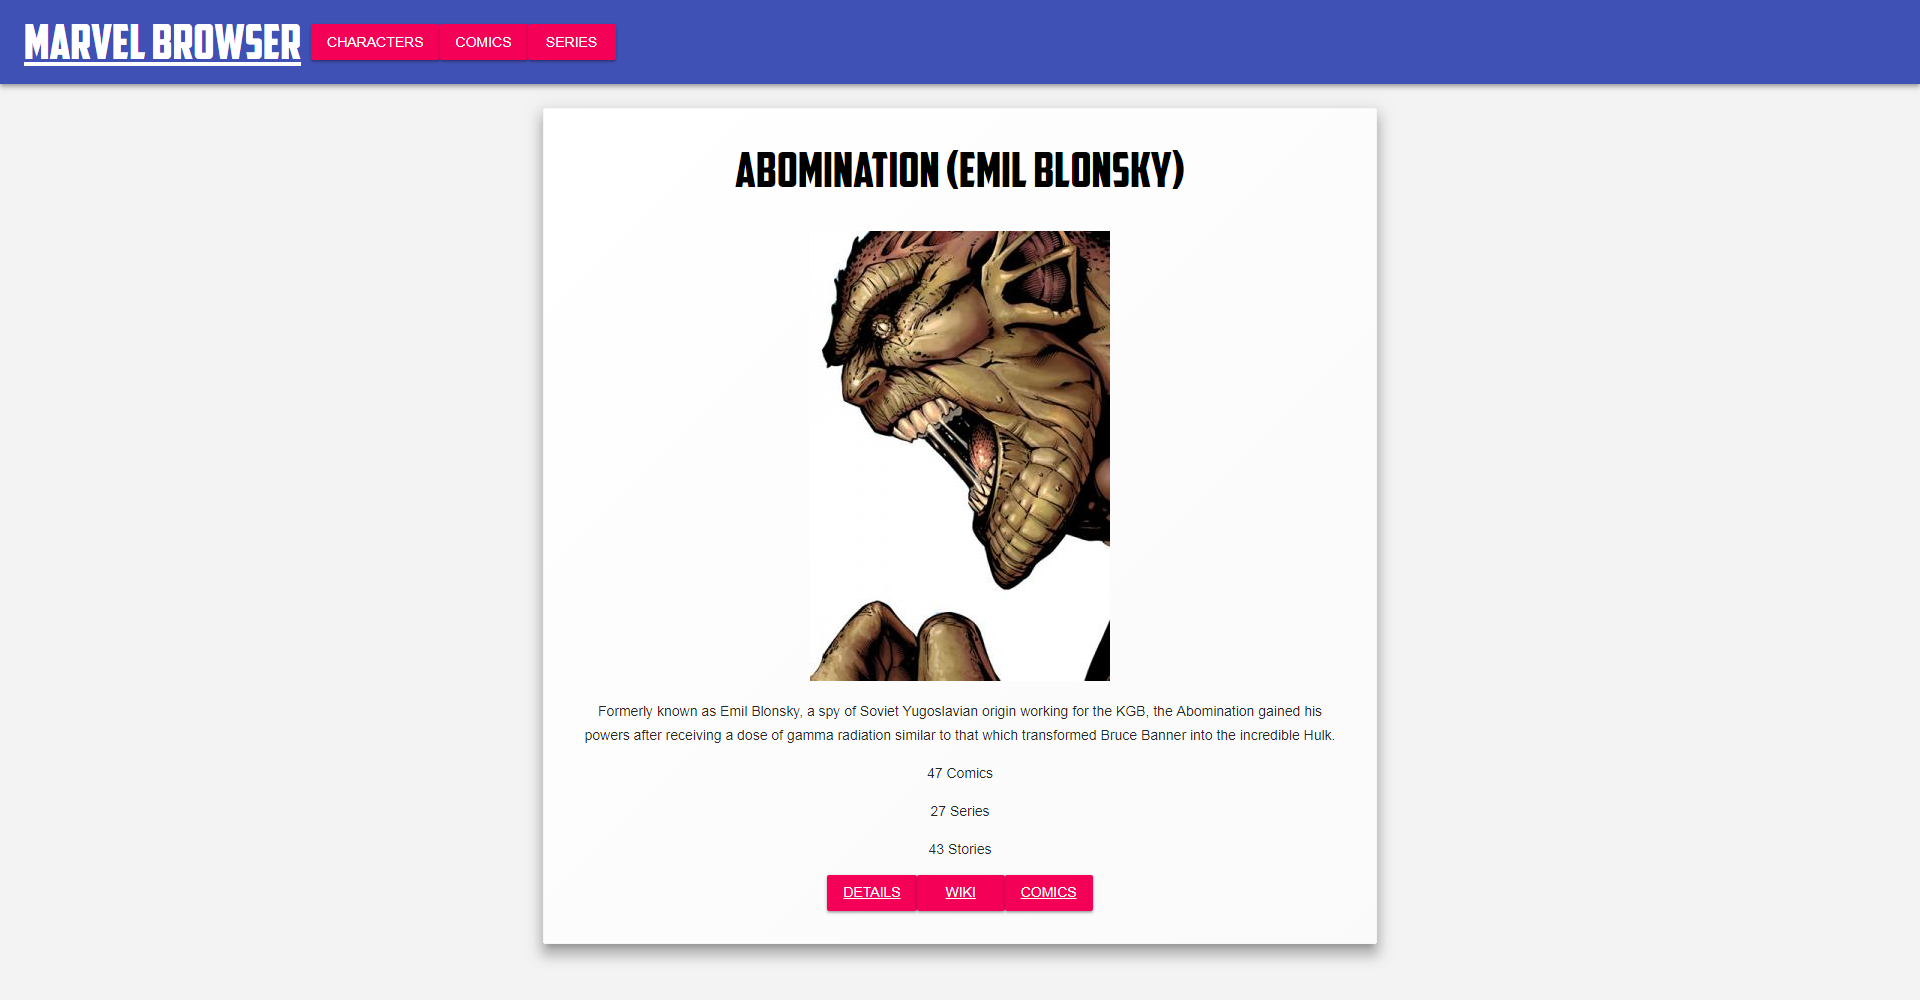 MARVEL BROWSER
CHARACTERS COMICS SERIES
ABOMINATION (EMIL BLONSKY)
Formerly known as Emil Blonsky, a spy of Soviet Yugoslavian origin working for the KGB, the Abomination gained his
powers after receiving a dose of gamma radiation similar to that which transformed Bruce Banner into the incredible Hulk.
47 Comics
27 Series
43 Stories
DETAILS WIKI COMICS